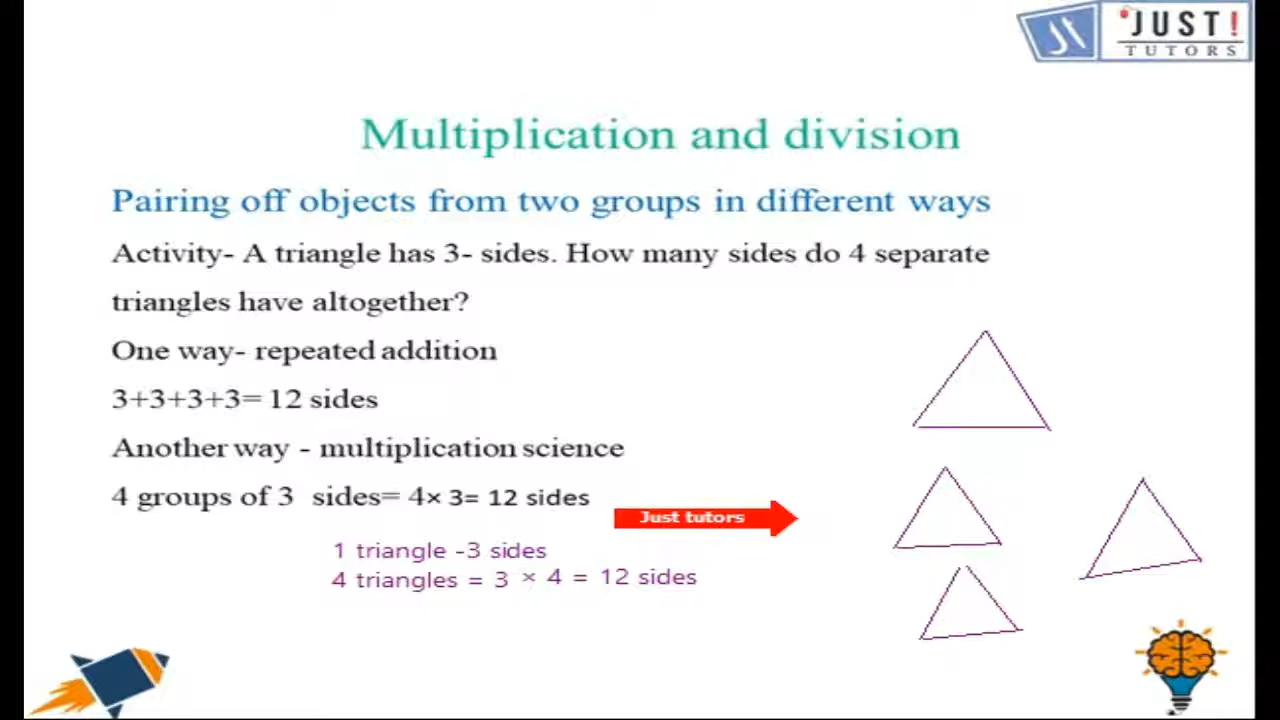 JUST!
TUTORS
Multiplication and division
Pairing off objects from two groups in different ways
Activity- A triangle has 3- sides. How many sides do 4 separate
triangles have altogether?
One way- repeated addition
3+3+3+3= 12 sides
Another way - multiplication science
4 groups of 3 sides= 4× 3= 12 sides
Just tutors
1 triangle -3 sides
4 triangles = 3 × 4 = 12 sides